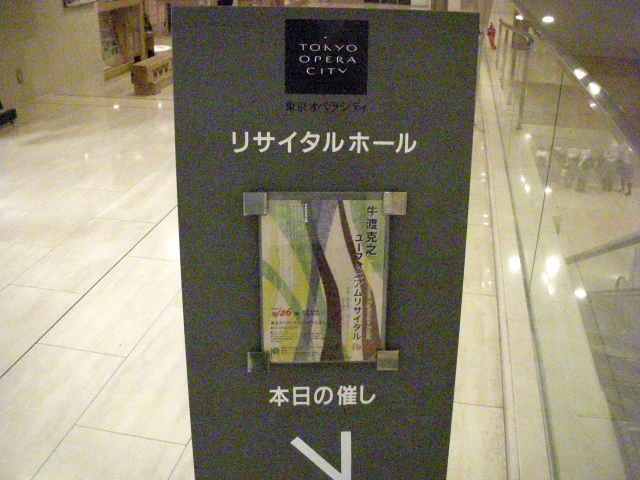 TOKYO
OPERA
CITY
東京オペラシティ
リサイタルホール
牛渡克之
ユーフォニアムリサイタル
9/26
本日の催し